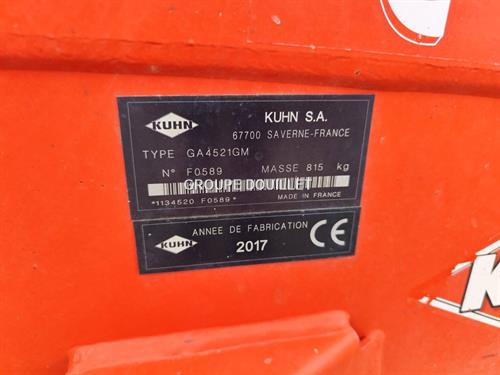 KUHN
KUHN S.A.
67700 SAVERNE-FRANCE
TYPE GA4521GM
N° F0589 MASSE 815 kg
GROUPE DOUILLET
*1134520 F0589* MADE IN FRANCE
KUHN
ANNÉE DE FABRICATION
2017 CE
K